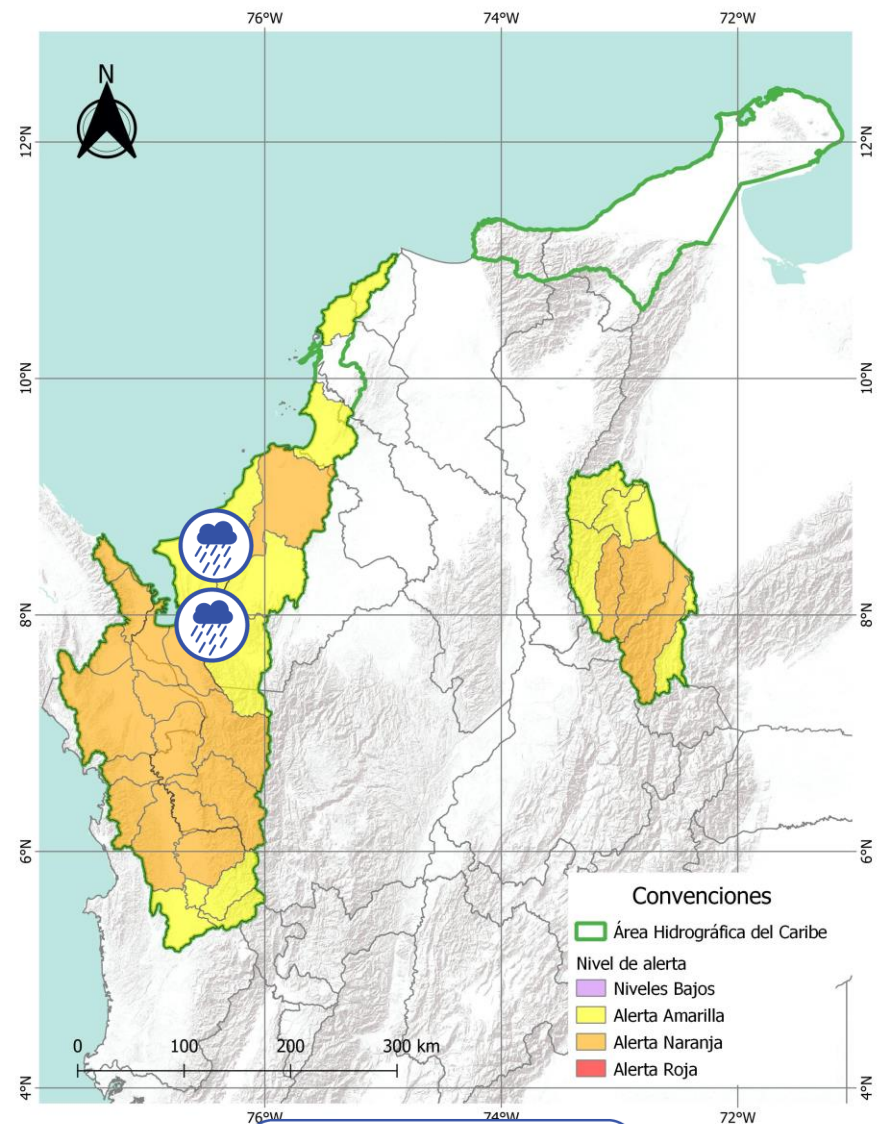 76°W 74°W 72°W
N
12°N 12°N
10°N 10°N
8°N 8°N
6°N 6°N
Convenciones
Área Hidrográfica del Caribe
Nivel de alerta
Niveles Bajos
Alerta Amarilla
Alerta Naranja
Alerta Roja
0 100 200 300 km
4°N 4°N
76°W 74°W 72°W